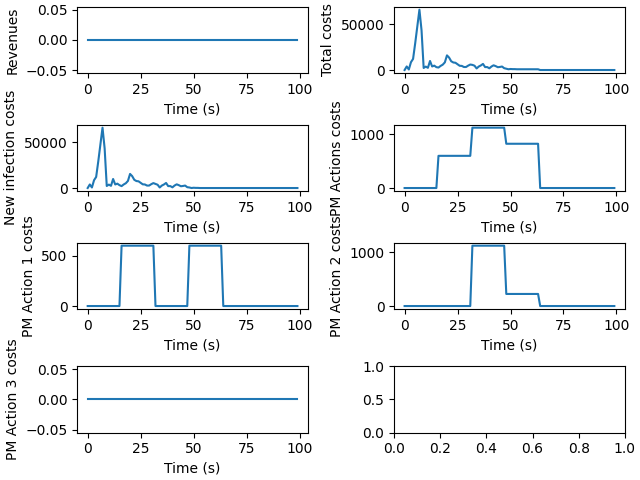 Revenues
0.05
0.00
−0.05
0 25 50 75 100
Time (s)
Total costs
50000
0
0 25 50 75 100
Time (s)
New infection costs
50000
0
0 25 50 75 100
Time (s)
PM Actions costs
1000
0
0 25 50 75 100
Time (s)
PM Action 1 costs
500
0
0 25 50 75 100
Time (s)
PM Action 2 costs
1000
0
0 25 50 75 100
Time (s)
PM Action 3 costs
0.05
0.00
−0.05
0 25 50 75 100
Time (s)
1.0
0.5
0.0
0.0 0.2 0.4 0.6 0.8 1.0